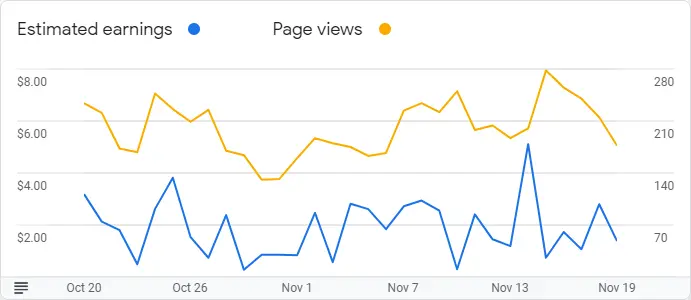 Estimated earnings Page views
$8.00 280
$6.00 210
$4.00 140
$2.00 70
Oct 20 Oct 26 Nov 1 Nov 7 Nov 13 Nov 19